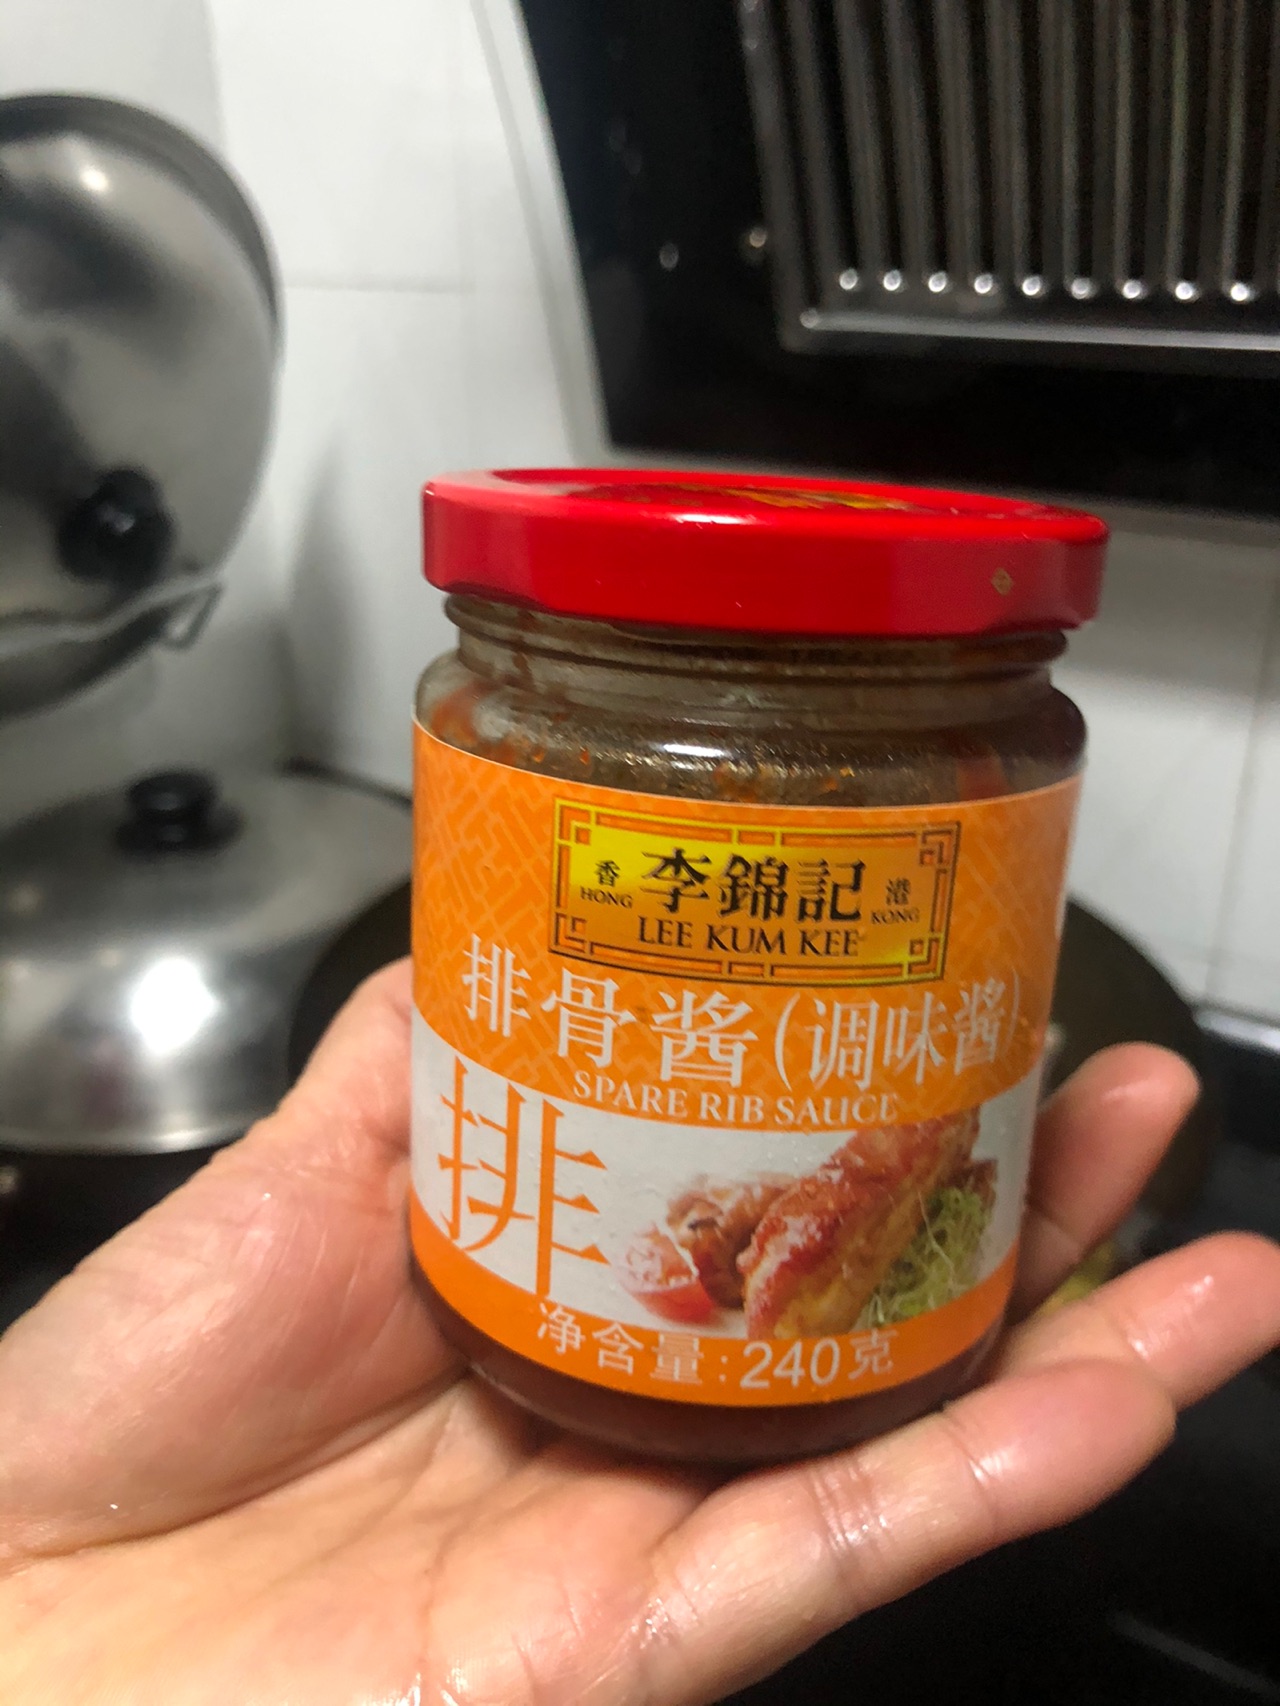 香 李錦記 港
HONG LEE KUM KEE KONG
排骨酱(调味酱)
SPARE RIB SAUCE
排
净含量:240克